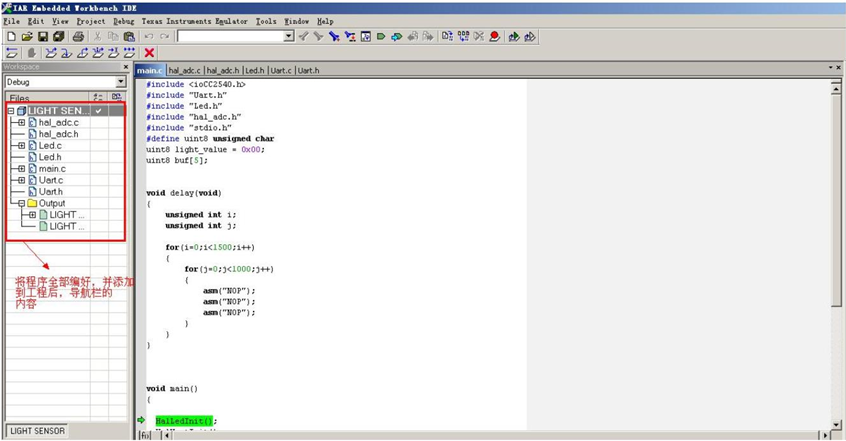 IAR Embedded Workbench IDE
File Edit View Project Debug Texas Instruments Emulator Tools Window Help
Workspace
Debug
Files
LIGHT SEN...
hal_adc.c
hal_adc.h
Led.c
Led.h
main.c
Uart.c
Uart.h
Output
LIGHT ...
LIGHT ...
将程序全部编好，并添加
到工程后，导航栏的
内容
LIGHT SENSOR
main.c hal_adc.c hal_adc.h Led.h Uart.c Uart.h
#include <ioCC2540.h>
#include "Uart.h"
#include "Led.h"
#include "hal_adc.h"
#include "stdio.h"
#define uint8 unsigned char
uint8 light_value = 0x00;
uint8 buf[5];
void delay(void)
{
unsigned int i;
unsigned int j;
for(i=0;i<1500;i++)
{
for(j=0;j<1000;j++)
{
asm("NOP");
asm("NOP");
asm("NOP");
}
}
}
void main()
{
HalLedInit();
f()